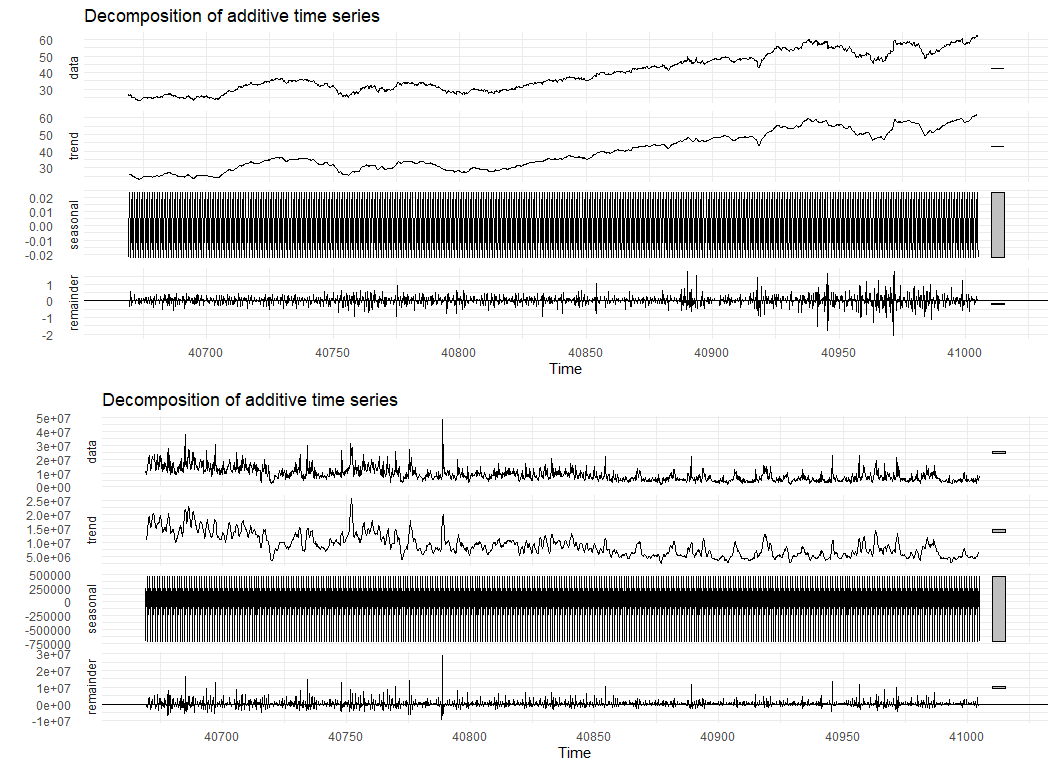 Decomposition of additive time series
60
50
40
30
data
60
50
40
30
trend
0.02
0.01
0.00
-0.01
-0.02
seasonal
1
0
-1
-2
remainder
40700 40750 40800 40850 40900 40950 41000
Time
Decomposition of additive time series
5e+07
4e+07
3e+07
2e+07
1e+07
0e+00
data
2.5e+07
2.0e+07
1.5e+07
1.0e+07
5.0e+06
trend
500000
250000
0
-250000
-500000
-750000
seasonal
3e+07
2e+07
1e+07
0e+00
-1e+07
remainder
40700 40750 40800 40850 40900 40950 41000
Time